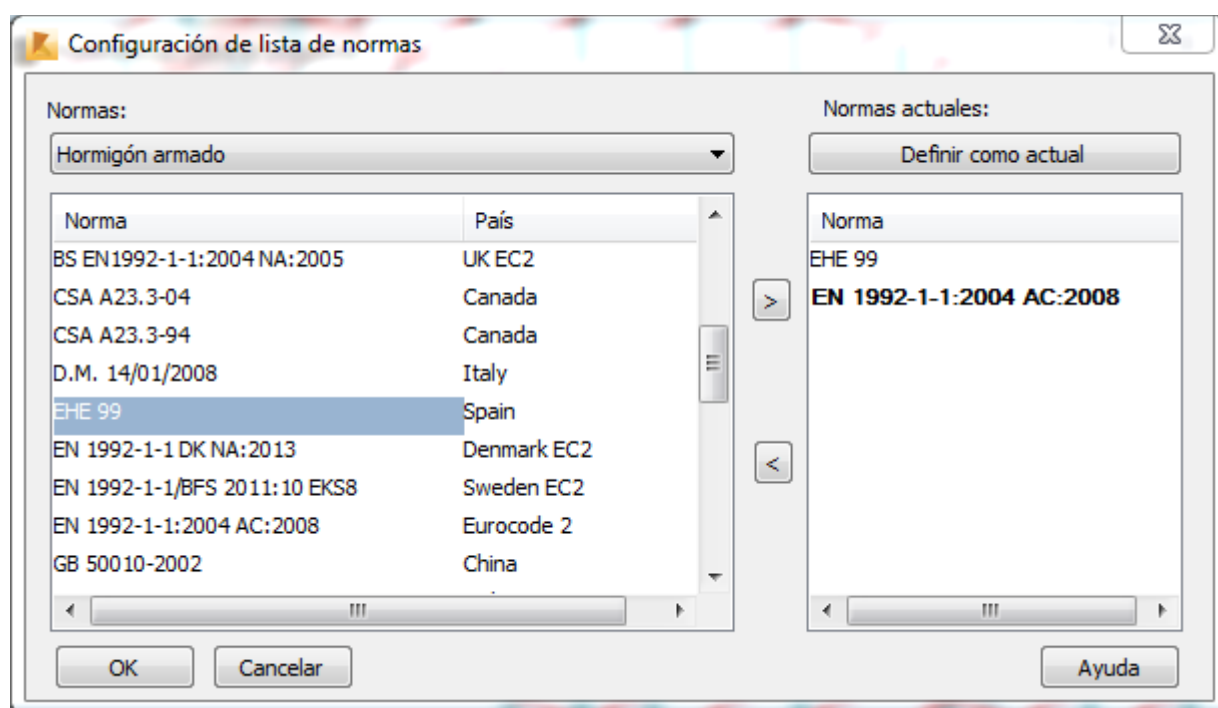 Configuración de lista de normas
Normas:
Normas actuales:
Hormigón armado
Definir como actual
Norma País
Norma
BS EN1992-1-1:2004 NA:2005 UK EC2
EHE 99
CSA A23.3-04 Canada
>
EN 1992-1-1:2004 AC:2008
CSA A23.3-94 Canada
D.M. 14/01/2008 Italy
EHE 99 Spain
EN 1992-1-1 DK NA:2013 Denmark EC2
<
EN 1992-1-1/BFS 2011:10 EKS8 Sweden EC2
EN 1992-1-1:2004 AC:2008 Eurocode 2
GB 50010-2002 China
OK Cancelar Ayuda